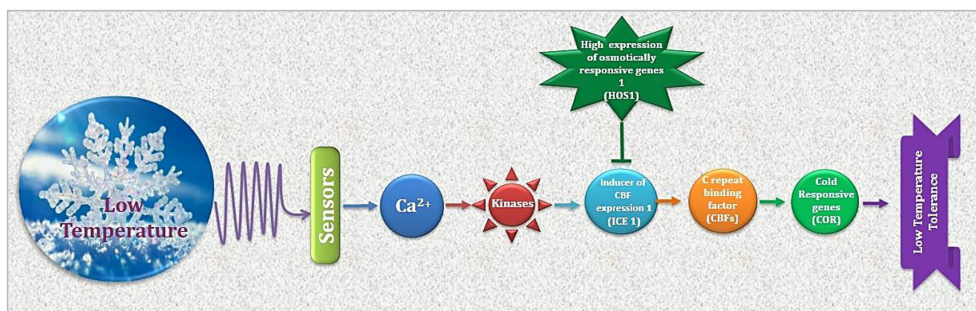 Low
Temperature
Sensors
Ca²⁺
Kinases
High expression
of osmotically
responsive genes
1
(HOS1)
Inducer of CBF
expression 1
(ICE 1)
C repeat
binding
factor
(CBFs)
Cold
Responsive
genes
(COR)
Low Temperature
Tolerance